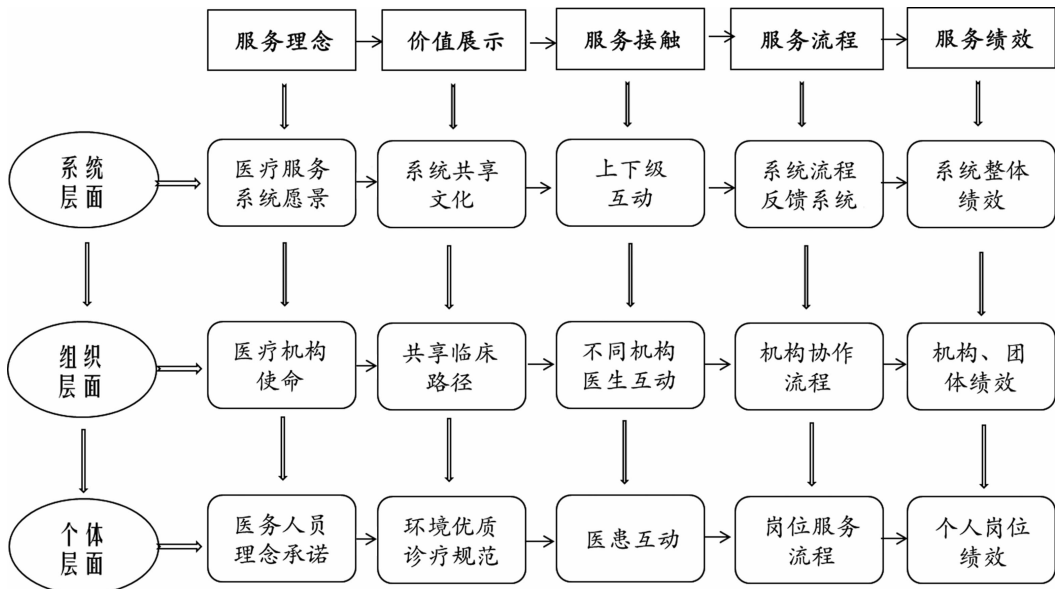 服务理念
价值展示
服务接触
服务流程
服务绩效
系统
层面
医疗服务
系统愿景
系统共享
文化
上下级
互动
系统流程
反馈系统
系统整体
绩效
组织
层面
医疗机构
使命
共享临床
路径
不同机构
医生互动
机构协作
流程
机构、团
体绩效
个体
层面
医务人员
理念承诺
环境优质
诊疗规范
医患互动
岗位服务
流程
个人岗位
绩效